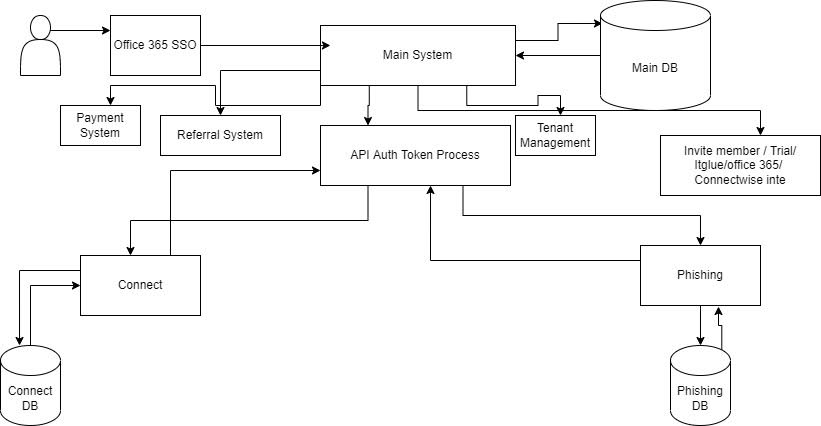 Office 365 SSO
Main System
Main DB
Payment
System
Referral System
Tenant
Management
API Auth Token Process
Invite member / Trial/
Itglue/office 365/
Connectwise inte
Connect
Phishing
Connect
DB
Phishing
DB